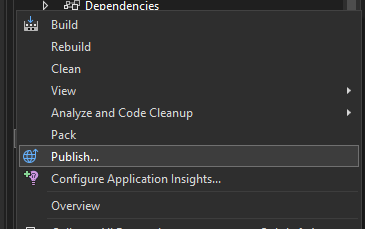 Dependencies
Build
Rebuild
Clean
View
Analyze and Code Cleanup
Pack
Publish...
Configure Application Insights...
Overview